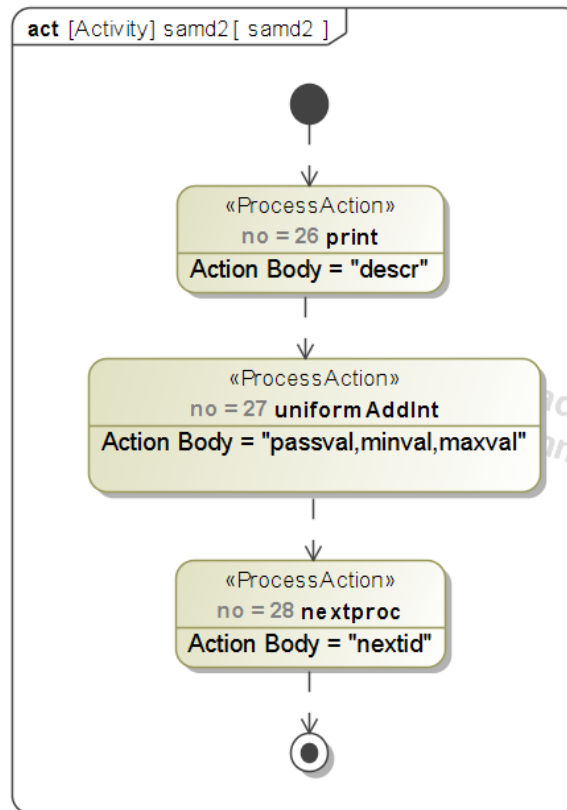 act [Activity] samd2 [ samd2 ]
«ProcessAction»
no = 26 print
Action Body = "descr"
«ProcessAction»
no = 27 uniformAddInt
Action Body = "passval,minval,maxval"
«ProcessAction»
no = 28 nextproc
Action Body = "nextid"